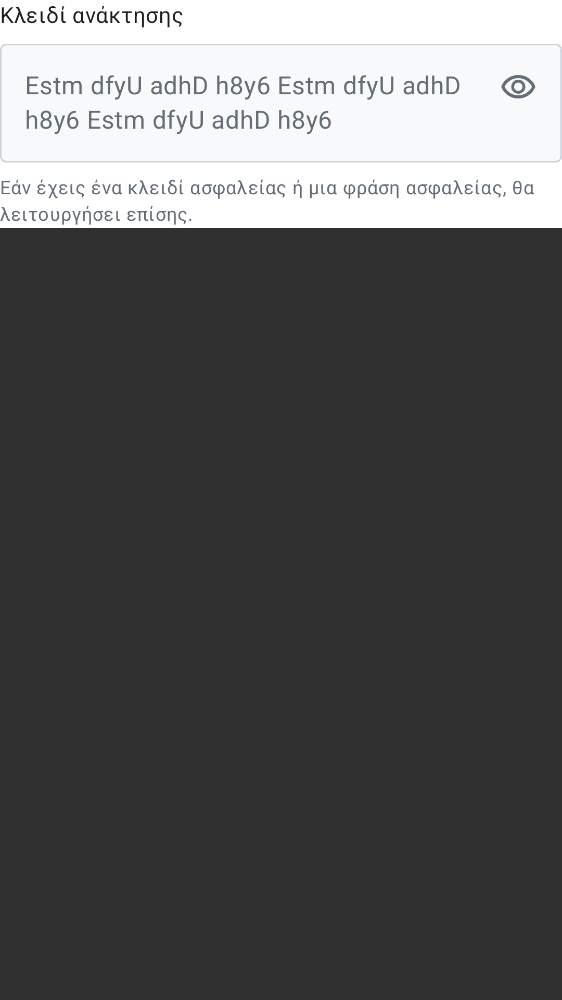 Κλειδί ανάκτησης
Estm dfyU adhD h8y6 Estm dfyU adhD
h8y6 Estm dfyU adhD h8y6
Εάν έχεις ένα κλειδί ασφαλείας ή μια φράση ασφαλείας, θα
λειτουργήσει επίσης.